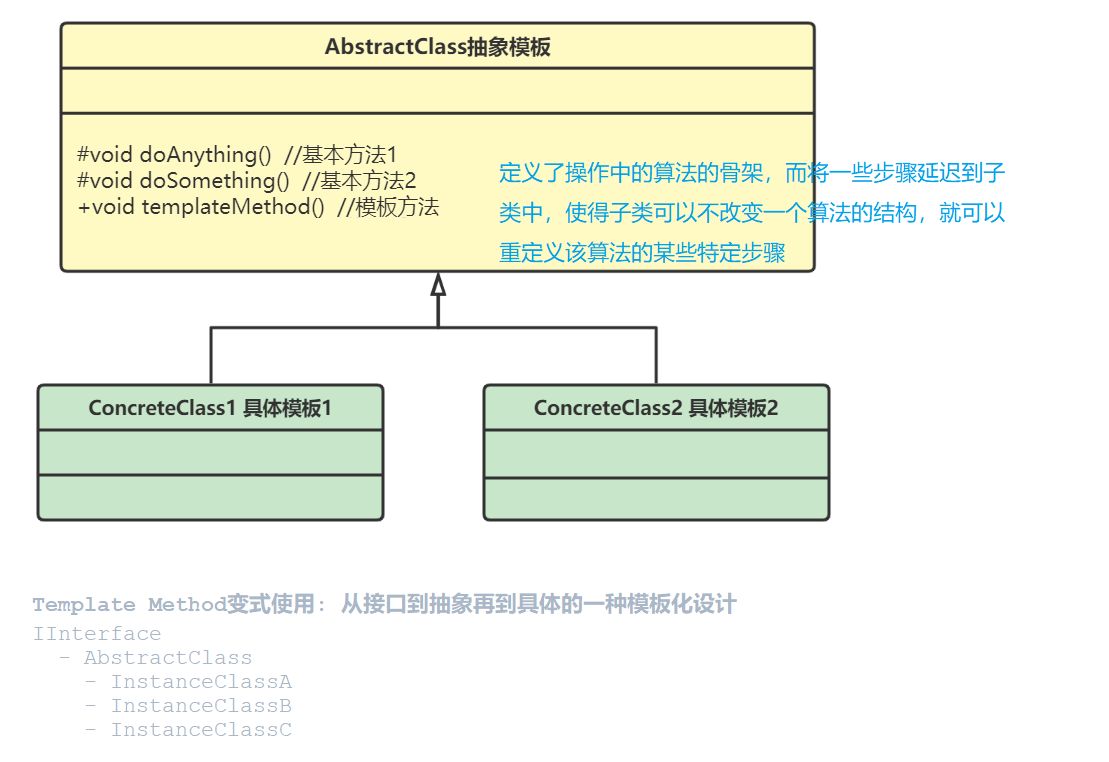 AbstractClass抽象模板
#void doAnything()  //基本方法1
#void doSomething()  //基本方法2
+void templateMethod()  //模板方法
定义了操作中的算法的骨架，而将一些步骤延迟到子
类中，使得子类可以不改变一个算法的结构，就可以
重定义该算法的某些特定步骤
ConcreteClass1 具体模板1
ConcreteClass2 具体模板2
Template Method变式使用：从接口到抽象再到具体的一种模板化设计
IInterface
- AbstractClass
- InstanceClassA
- InstanceClassB
- InstanceClassC